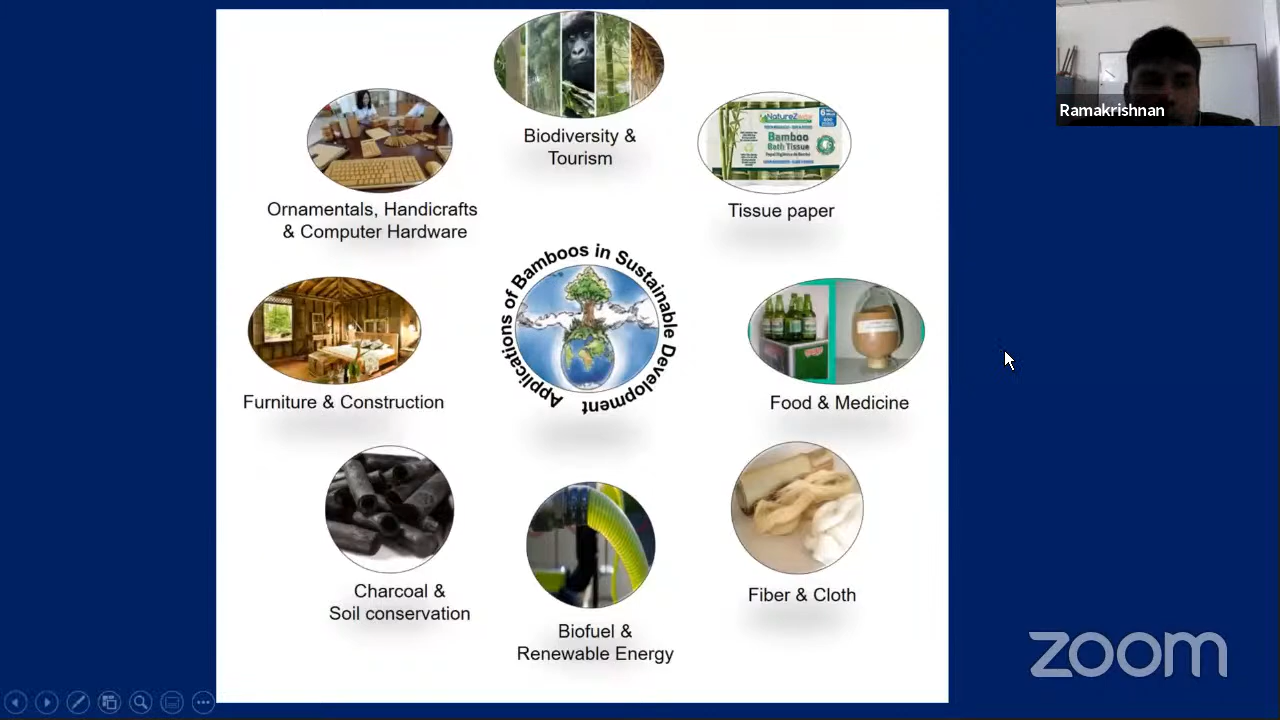 Biodiversity &
Tourism
Ramakrishnan
NatureZway
Bamboo
Bath Tissue
Ornamentals, Handicrafts
& Computer Hardware
Tissue paper
Applications of Bamboos in Sustainable Development
Furniture & Construction
Food & Medicine
Charcoal &
Soil conservation
Fiber & Cloth
Biofuel &
Renewable Energy
zoom